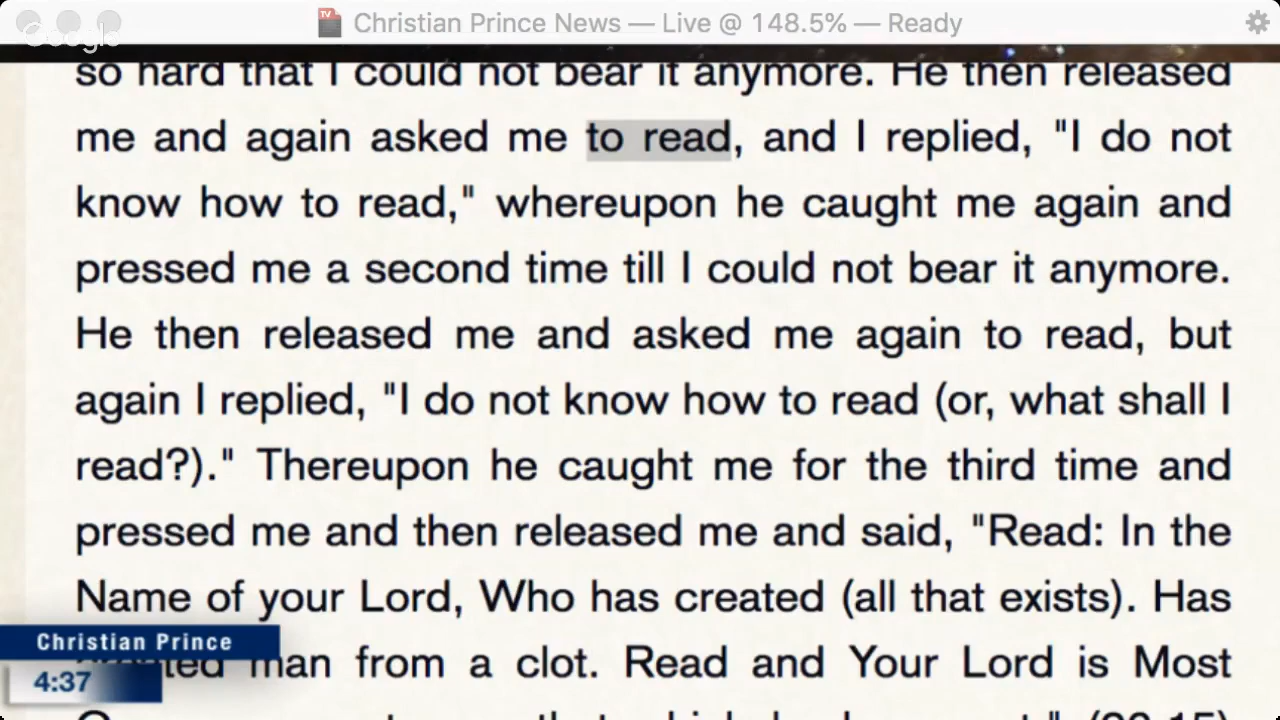 Christian Prince News — Live @ 148.5% — Ready
Google
so hard that I could not bear it anymore. He then released
me and again asked me to read, and I replied, "I do not
know how to read," whereupon he caught me again and
pressed me a second time till I could not bear it anymore.
He then released me and asked me again to read, but
again I replied, "I do not know how to read (or, what shall I
read?)." Thereupon he caught me for the third time and
pressed me and then released me and said, "Read: In the
Name of your Lord, Who has created (all that exists). Has
man from a clot. Read and Your Lord is Most
Christian Prince
4:37